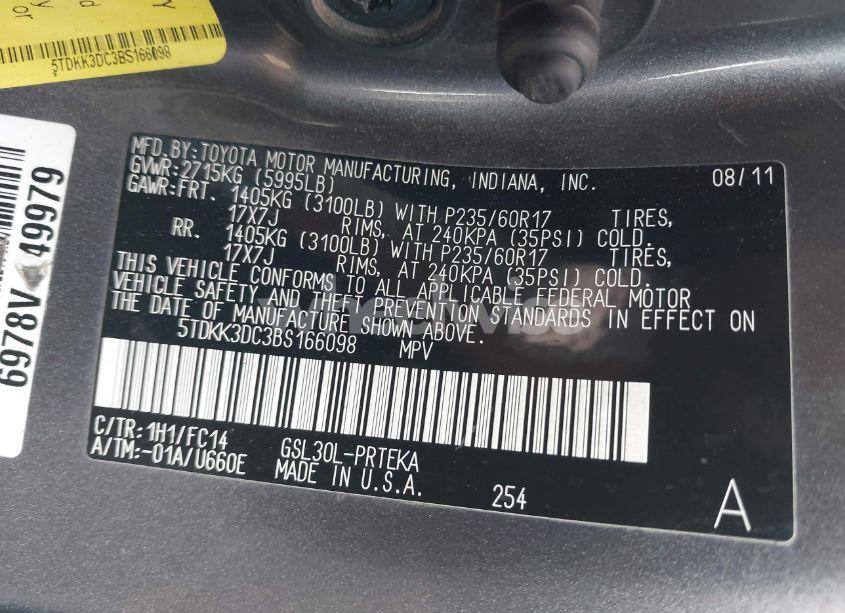 5TDKK3DC3BS166098
6978V 49979
MFD. BY: TOYOTA MOTOR MANUFACTURING, INDIANA, INC. 08/11
GVWR: 2715KG (5995LB)
GAWR: FRT. 1405KG (3100LB) WITH P235/60R17 TIRES,
17X7J RIMS, AT 240KPA (35PSI) COLD.
RR. 1405KG (3100LB) WITH P235/60R17 TIRES,
17X7J RIMS, AT 240KPA (35PSI) COLD.
THIS VEHICLE CONFORMS TO ALL APPLICABLE FEDERAL MOTOR
VEHICLE SAFETY AND THEFT PREVENTION STANDARDS IN EFFECT ON
THE DATE OF MANUFACTURE SHOWN ABOVE.
5TDKK3DC3BS166098 MPV
C/TR: 1H1/FC14 GSL30L-PRTEKA
A/TM:-01A/U660E MADE IN U.S.A. 254 A